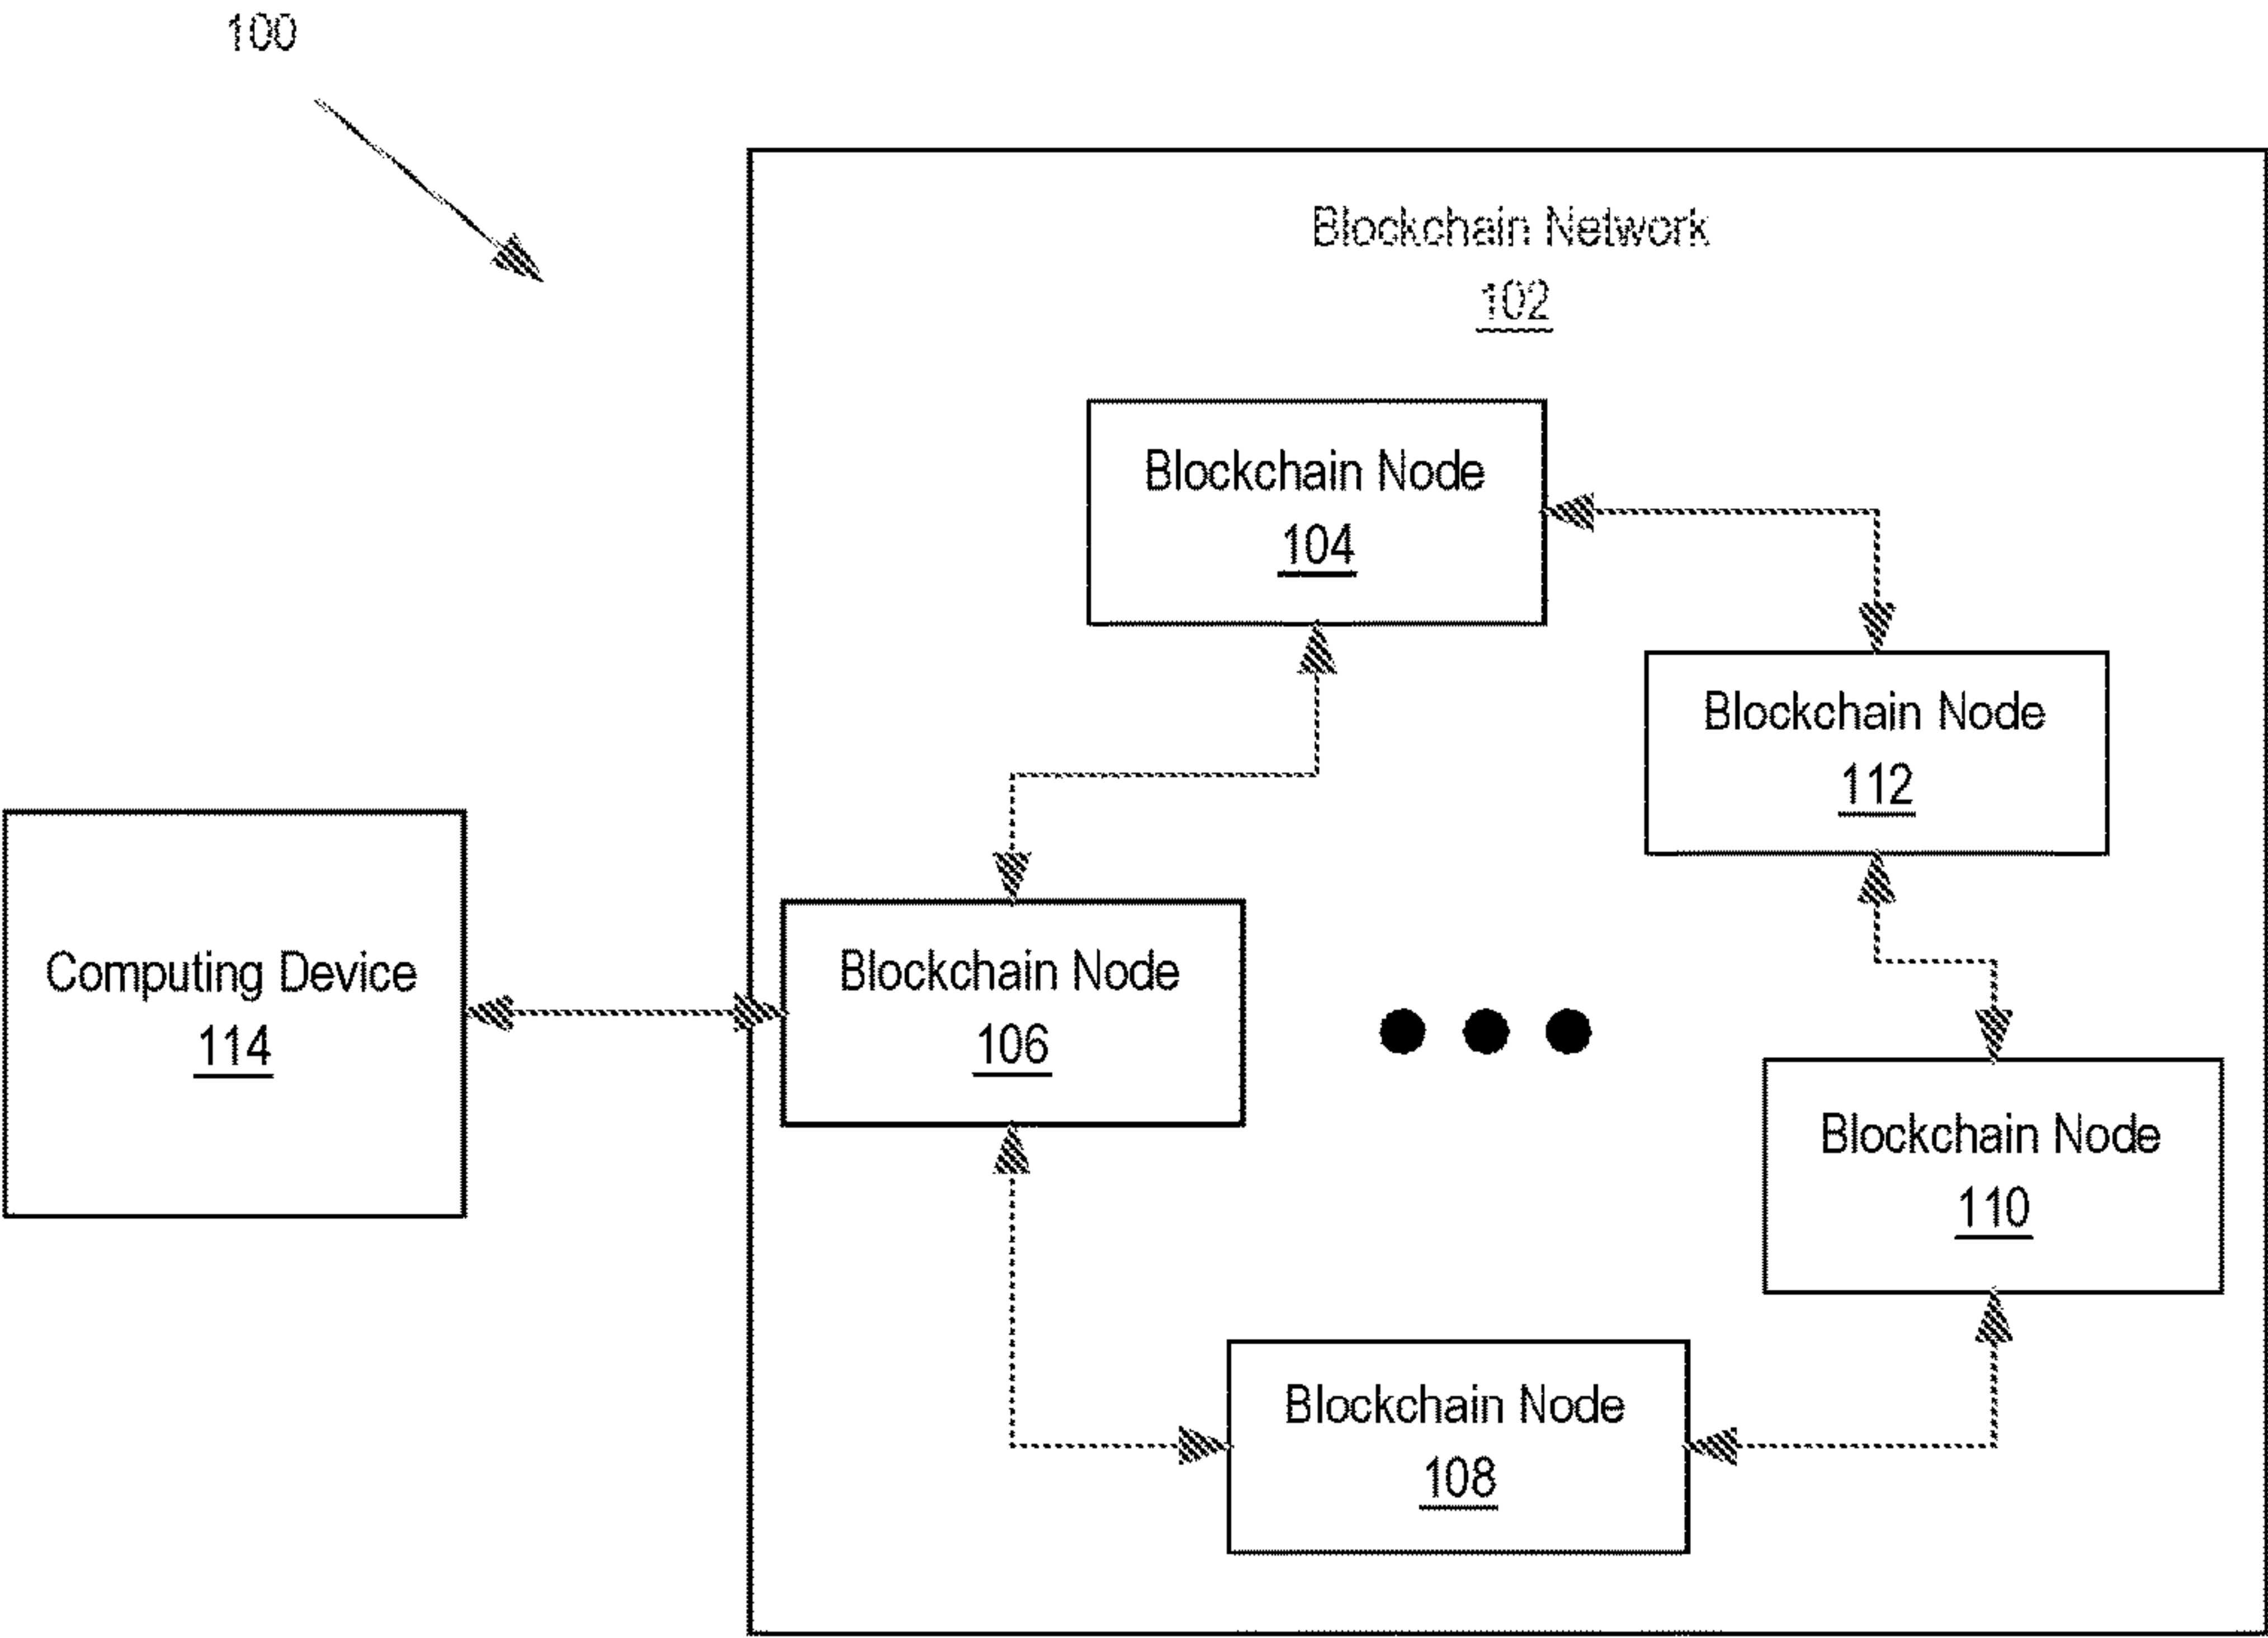 100
Blockchain Network
102
Blockchain Node
104
Blockchain Node
112
Computing Device
114
Blockchain Node
106
Blockchain Node
110
Blockchain Node
108